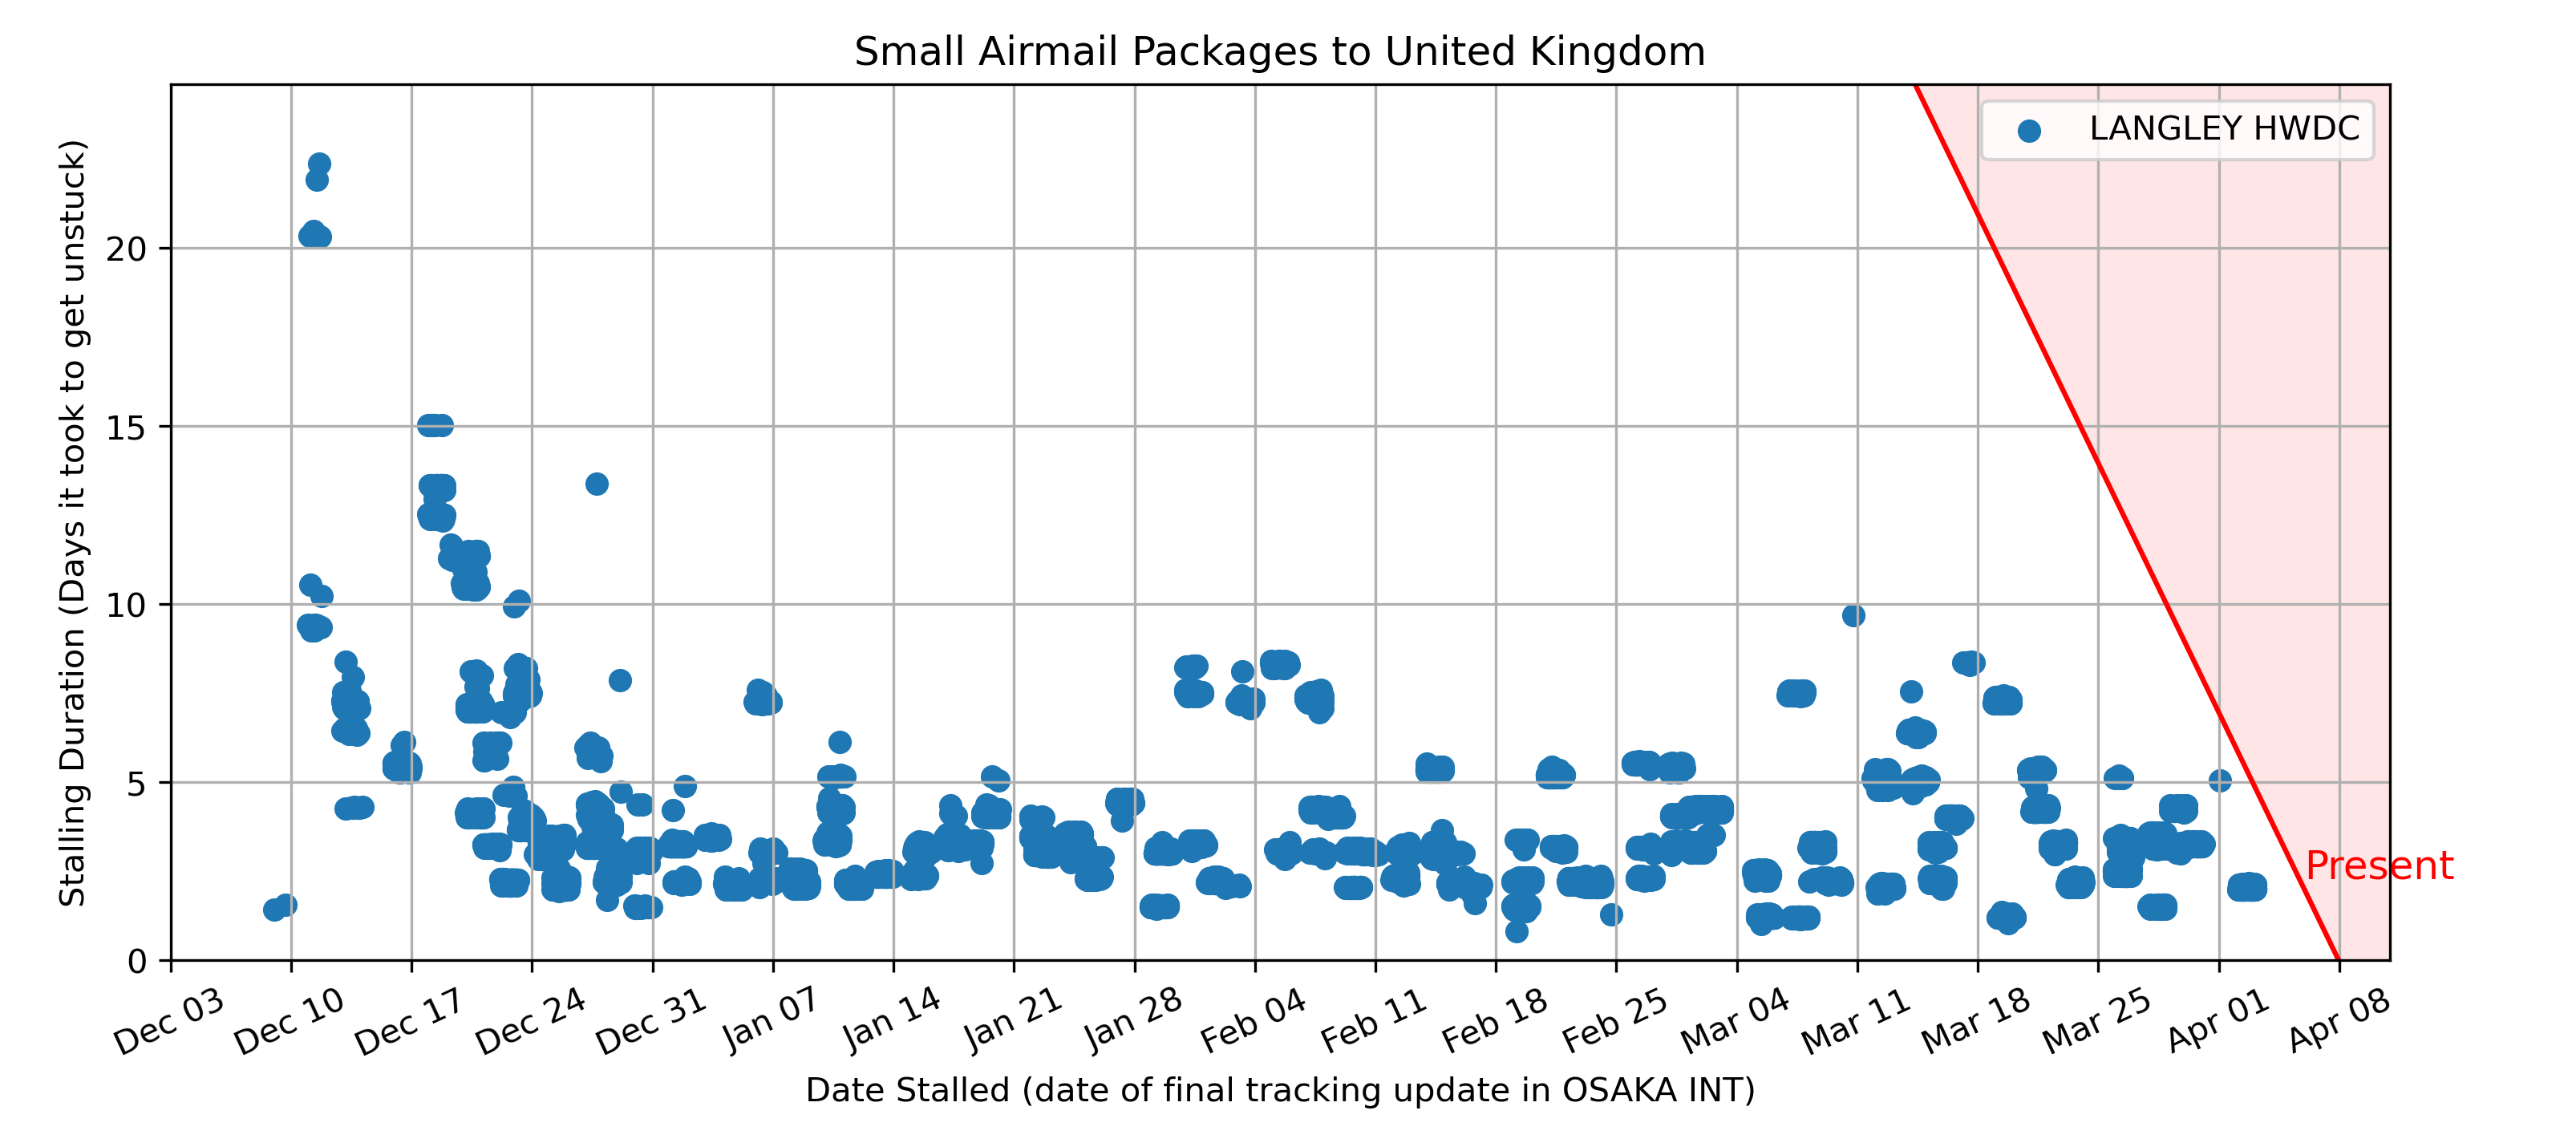 Small Airmail Packages to United Kingdom
LANGLEY HWDC
Stalling Duration (Days it took to get unstuck)
20
15
10
5
0
Present
Dec 03
Dec 10
Dec 17
Dec 24
Dec 31
Jan 07
Jan 14
Jan 21
Jan 28
Feb 04
Feb 11
Feb 18
Feb 25
Mar 04
Mar 11
Mar 18
Mar 25
Apr 01
Apr 08
Date Stalled (date of final tracking update in OSAKA INT)